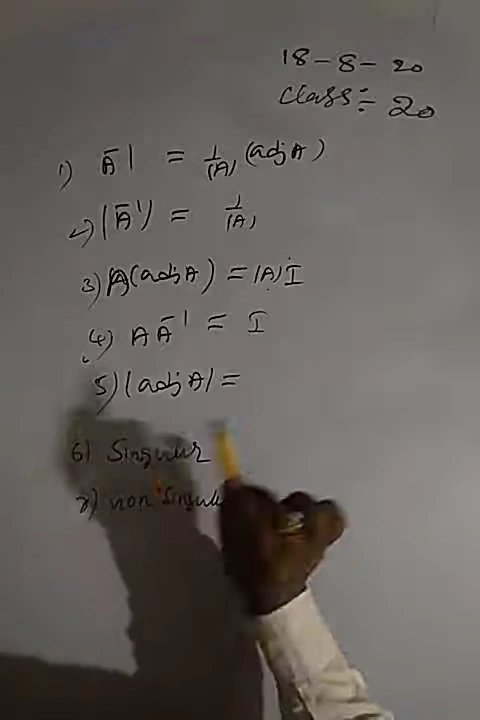 18-8-20
Class:- 20
1) A⁻¹ = 1/|A| (adj A)
2) |A⁻¹| = 1/|A|
3) A(adj A) = |A| I
4) A A⁻¹ = I
5) |adj A| =
6) Singular
7) non Singul